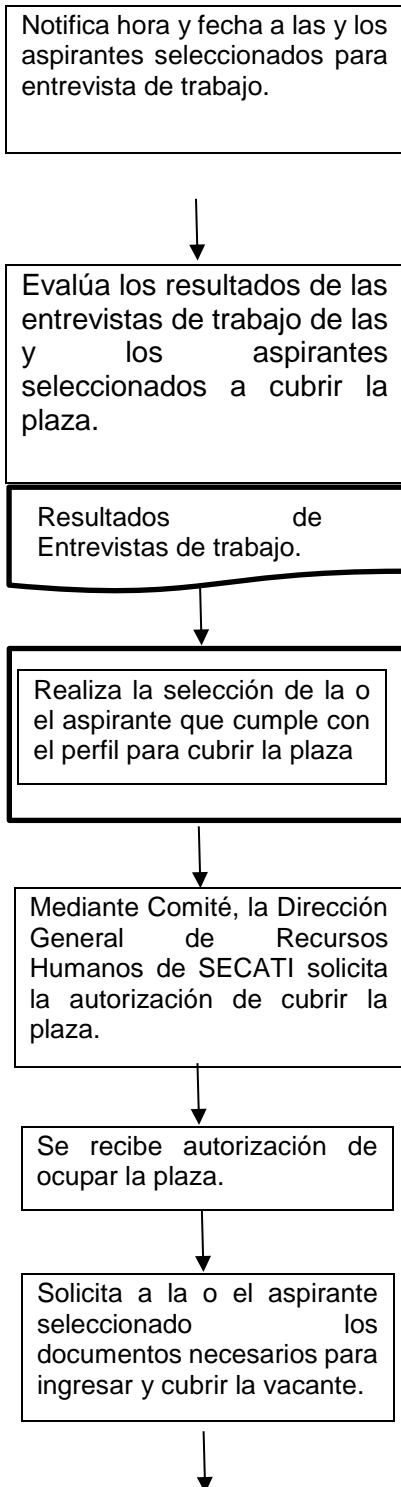 Notifica hora y fecha a las y los
aspirantes seleccionados para
entrevista de trabajo.
Evalúa los resultados de las
entrevistas de trabajo de las
y los aspirantes
seleccionados a cubrir la
plaza.
Resultados de
Entrevistas de trabajo.
Realiza la selección de la o
el aspirante que cumple con
el perfil para cubrir la plaza
Mediante Comité, la Dirección
General de Recursos
Humanos de SECATI solicita
la autorización de cubrir la
plaza.
Se recibe autorización de
ocupar la plaza.
Solicita a la o el aspirante
seleccionado los
documentos necesarios para
ingresar y cubrir la vacante.